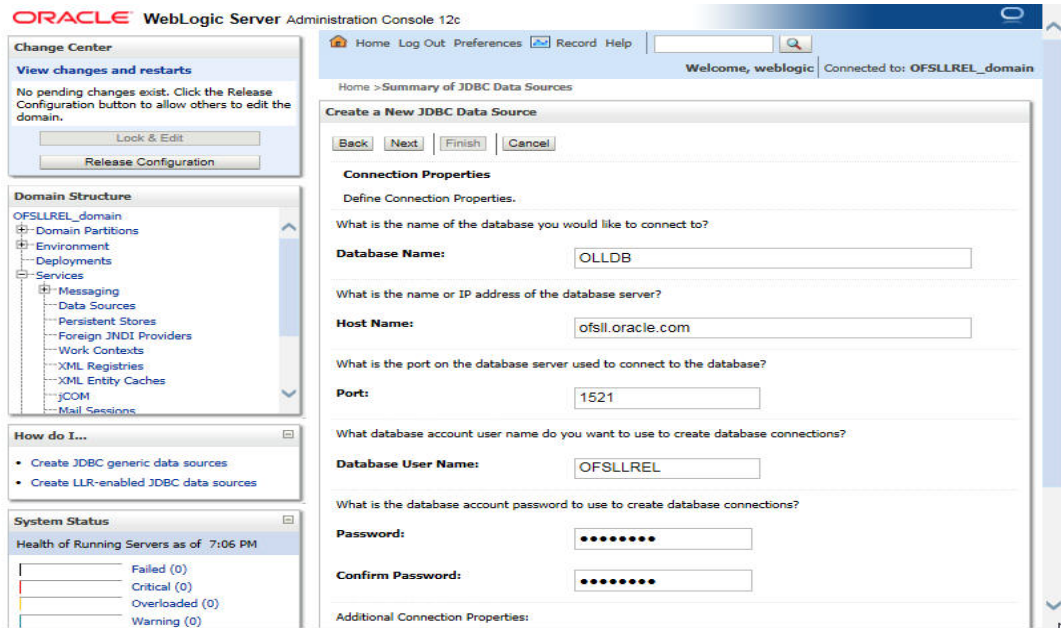 ORACLE WebLogic Server Administration Console 12c
Change Center
View changes and restarts
No pending changes exist. Click the Release
Configuration button to allow others to edit the
domain.
Lock & Edit
Release Configuration
Domain Structure
OFSLLREL_domain
Domain Partitions
Environment
Deployments
Services
Messaging
Data Sources
Persistent Stores
Foreign JNDI Providers
Work Contexts
XML Registries
XML Entity Caches
jCOM
Mail Sessions
How do I...
Create JDBC generic data sources
Create LLR-enabled JDBC data sources
System Status
Health of Running Servers as of 7:06 PM
Failed (0)
Critical (0)
Overloaded (0)
Warning (0)
Home Log Out Preferences Record Help
Welcome, weblogic Connected to: OFSLLREL_domain
Home >Summary of JDBC Data Sources
Create a New JDBC Data Source
Back Next Finish Cancel
Connection Properties
Define Connection Properties.
What is the name of the database you would like to connect to?
Database Name: OLLDB
What is the name or IP address of the database server?
Host Name: ofsll.oracle.com
What is the port on the database server used to connect to the database?
Port: 1521
What database account user name do you want to use to create database connections?
Database User Name: OFSLLREL
What is the database account password to use to create database connections?
Password: ●●●●●●●●
Confirm Password: ●●●●●●●●
Additional Connection Properties: